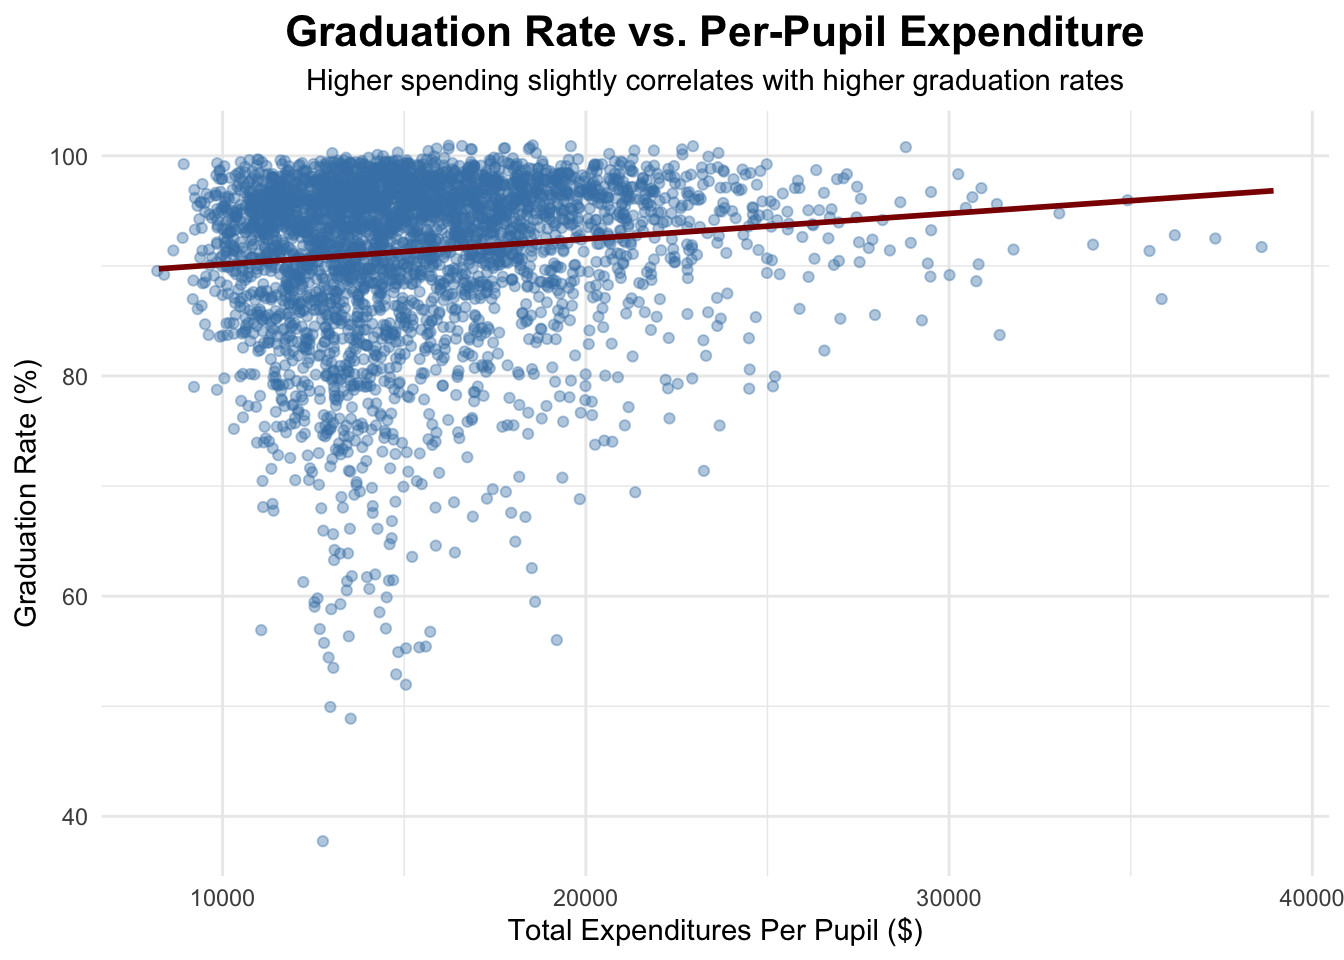 Graduation Rate vs. Per-Pupil Expenditure
Higher spending slightly correlates with higher graduation rates
100
80
60
40
Graduation Rate (%)
10000
20000
30000
40000
Total Expenditures Per Pupil ($)